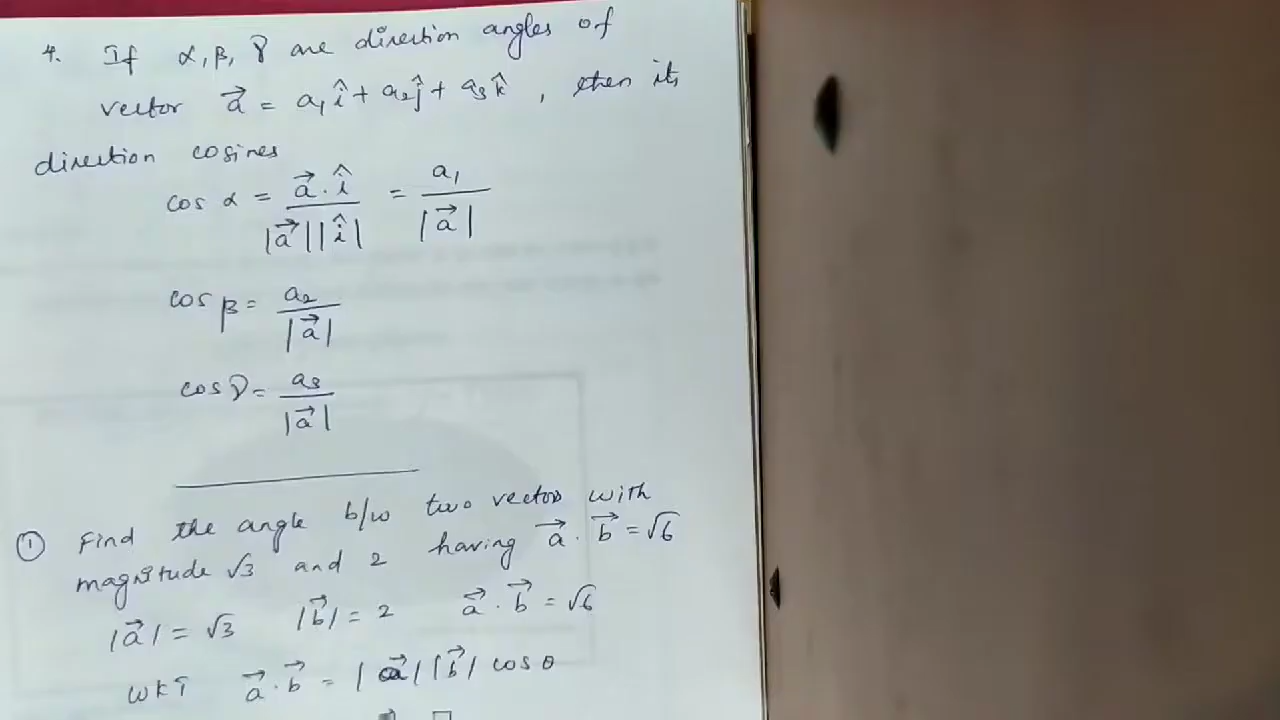 4. If α, β, γ are direction angles of
vector a⃗ = a₁î + a₂ĵ + a₃k̂, then its
direction cosines
cos α = a⃗ . î / |a⃗||î| = a₁ / |a⃗|
cos β = a₂ / |a⃗|
cos γ = a₃ / |a⃗|
① Find the angle b/w two vectors with
magnitude √3 and 2 having a⃗ . b⃗ = √6
|a⃗| = √3 |b⃗| = 2 a⃗ . b⃗ = √6
WKT a⃗ . b⃗ = |a⃗||b⃗| cos θ